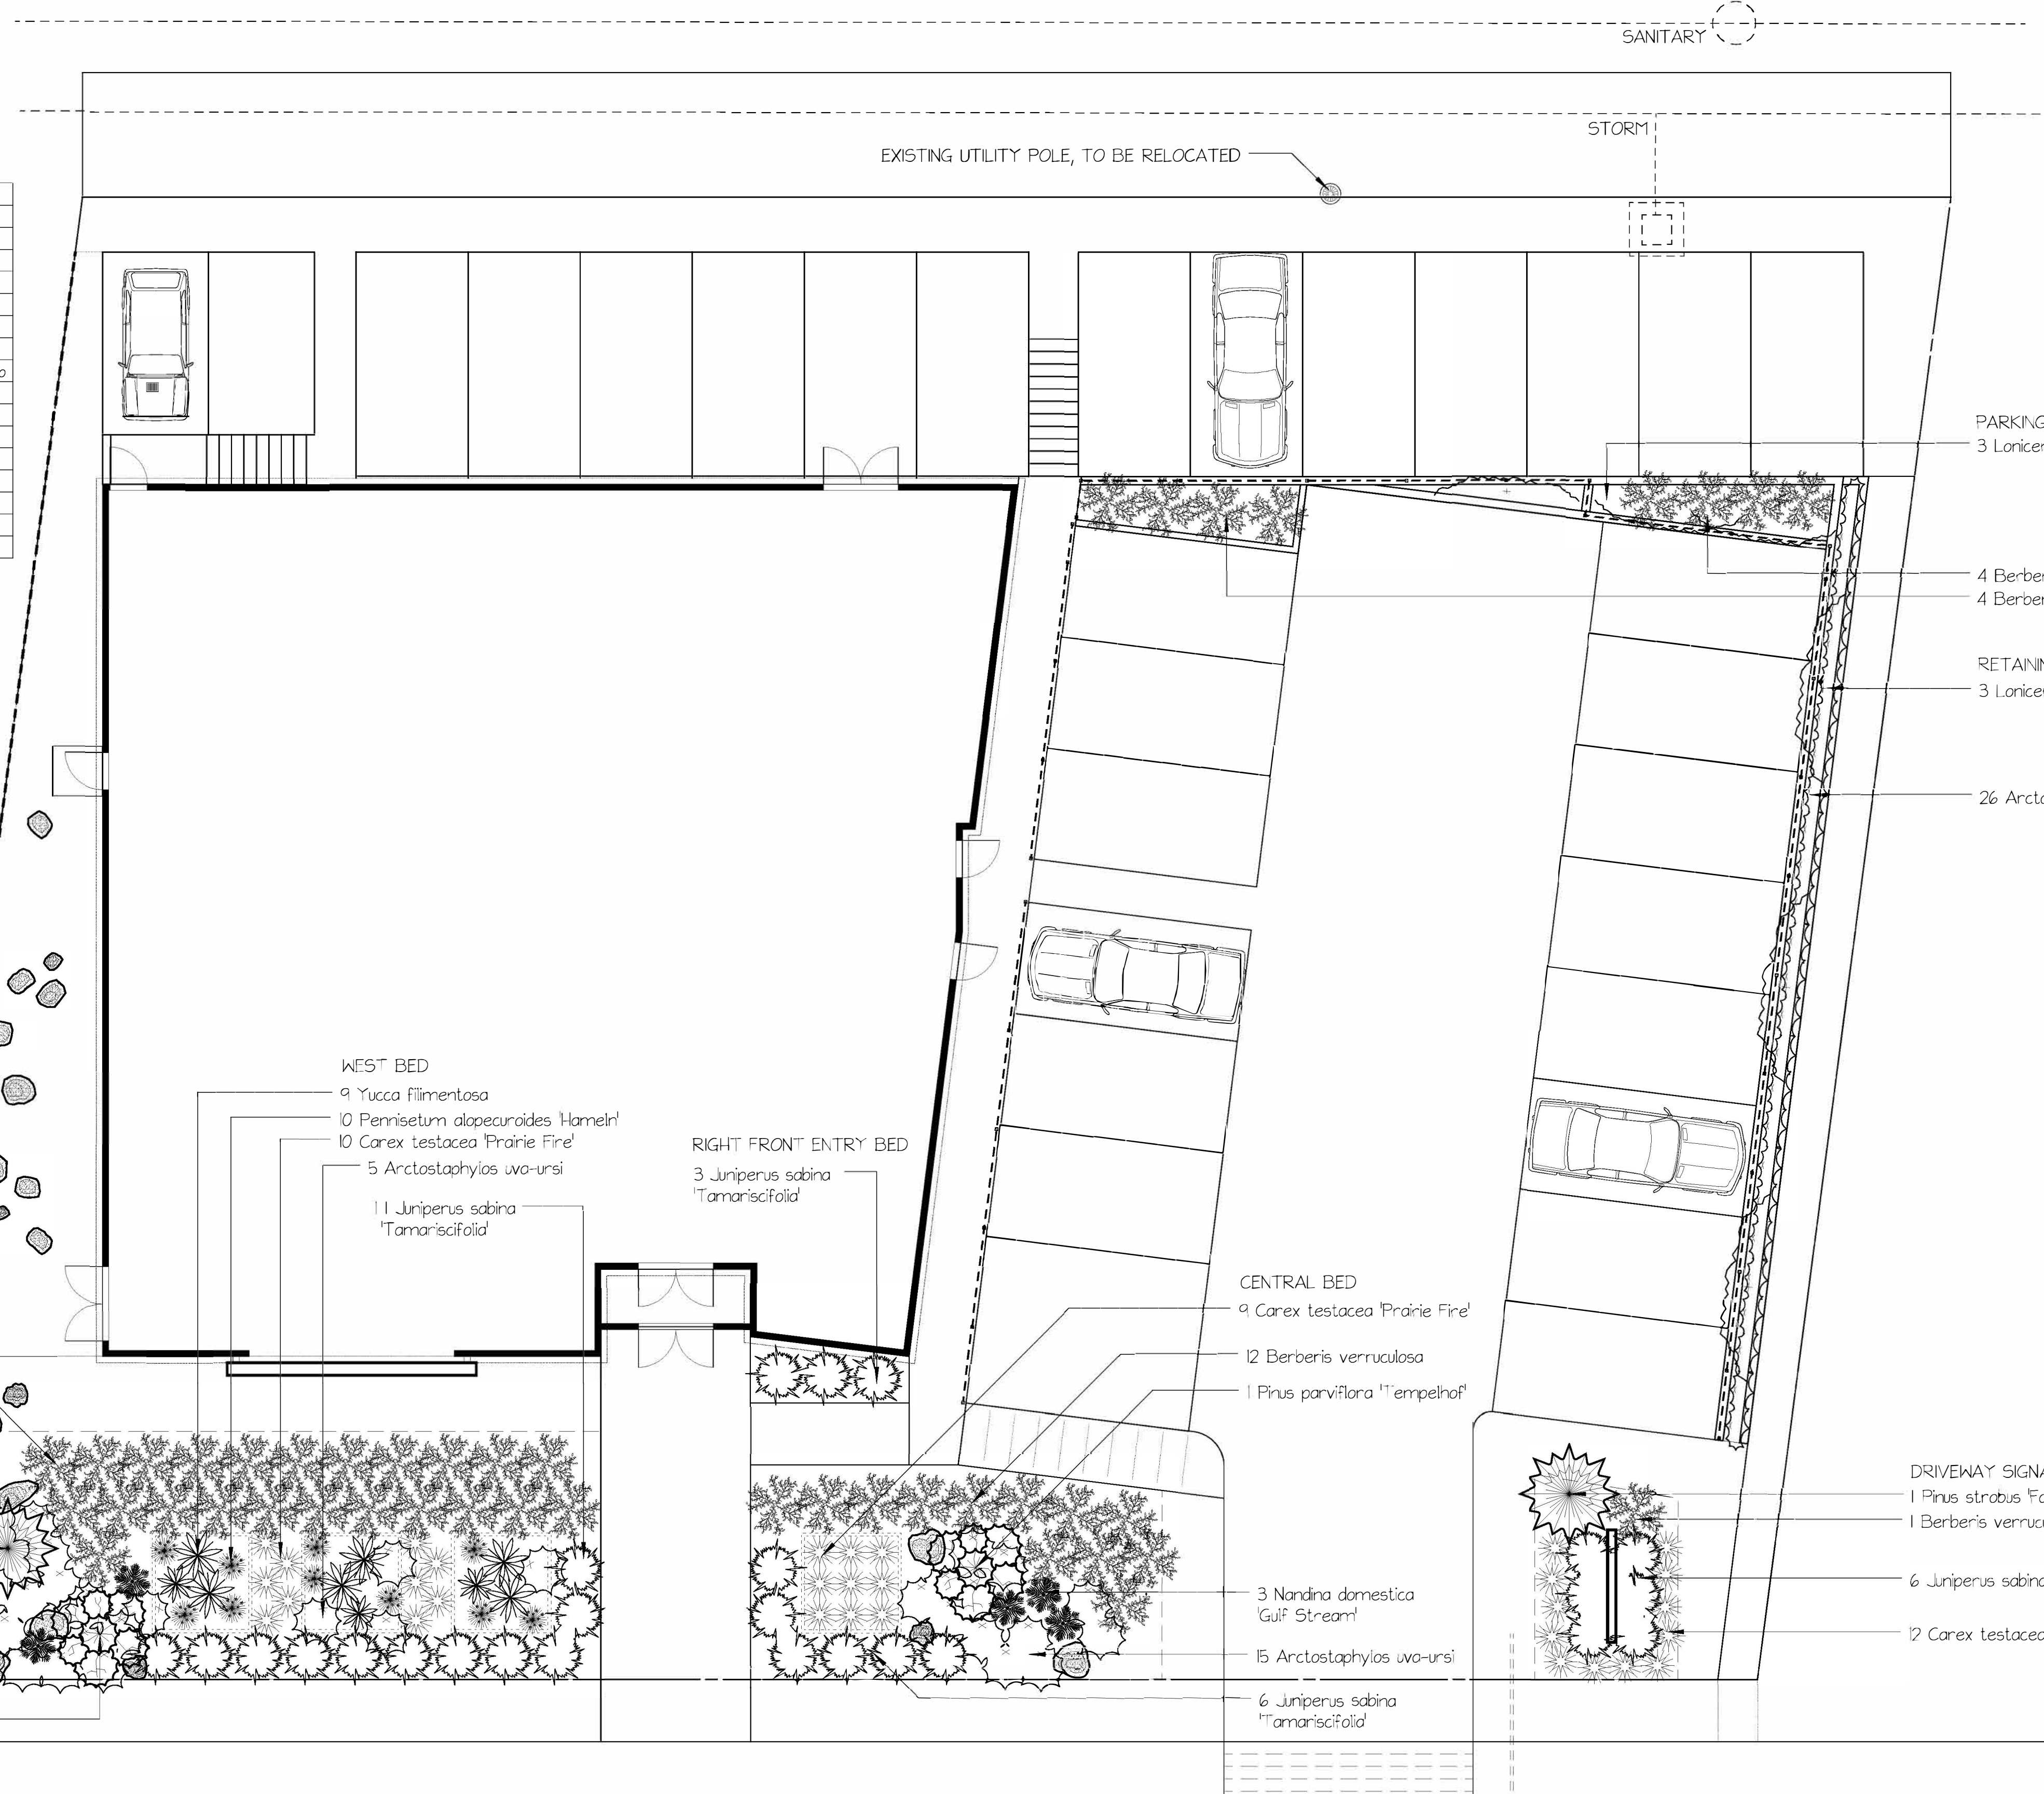 SANITARY
STORM
EXISTING UTILITY POLE, TO BE RELOCATED
PARKING
3 Lonicer
4 Berber
4 Berber
RETAININ
3 Lonice
26 Arcto
WEST BED
9 Yucca filimentosa
10 Pennisetum alopecuroides 'Hameln'
10 Carex testacea 'Prairie Fire'
5 Arctostaphylos uva-ursi
11 Juniperus sabina
'Tamariscifolia'
RIGHT FRONT ENTRY BED
3 Juniperus sabina
'Tamariscifolia'
CENTRAL BED
9 Carex testacea 'Prairie Fire'
12 Berberis verruculosa
1 Pinus parviflora 'Tempelhof'
3 Nandina domestica
'Gulf Stream'
15 Arctostaphylos uva-ursi
6 Juniperus sabina
'Tamariscifolia'
DRIVEWAY SIGNA
1 Pinus strobus 'Fa
1 Berberis verrucu
6 Juniperus sabina
12 Carex testacea